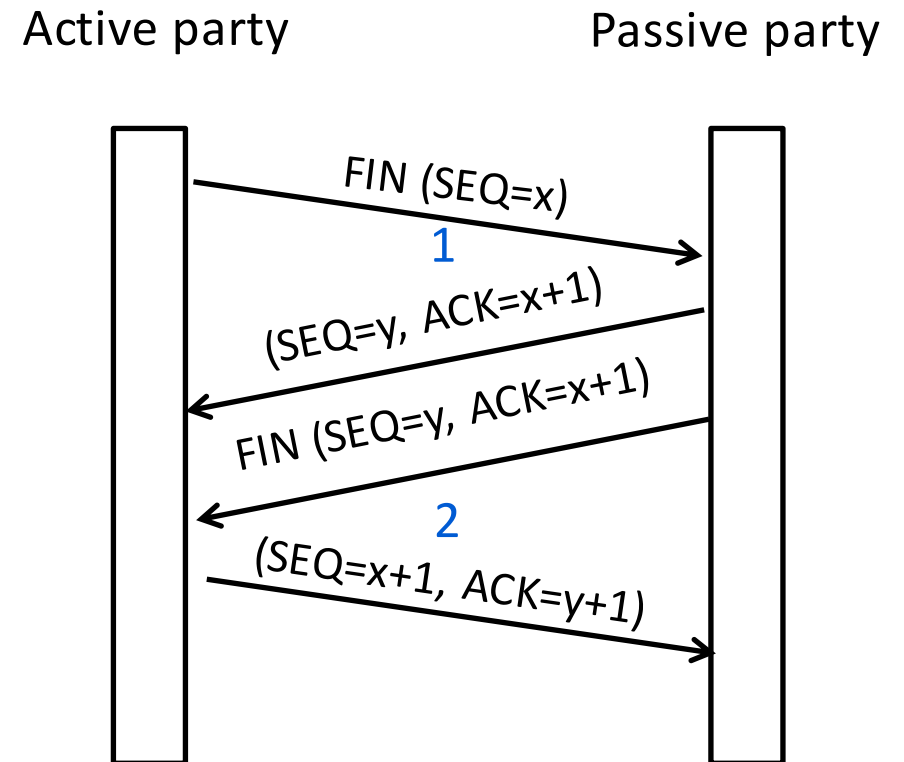 Active party
Passive party
FIN (SEQ=x)
1
(SEQ=y, ACK=x+1)
FIN (SEQ=y, ACK=x+1)
2
(SEQ=x+1, ACK=y+1)